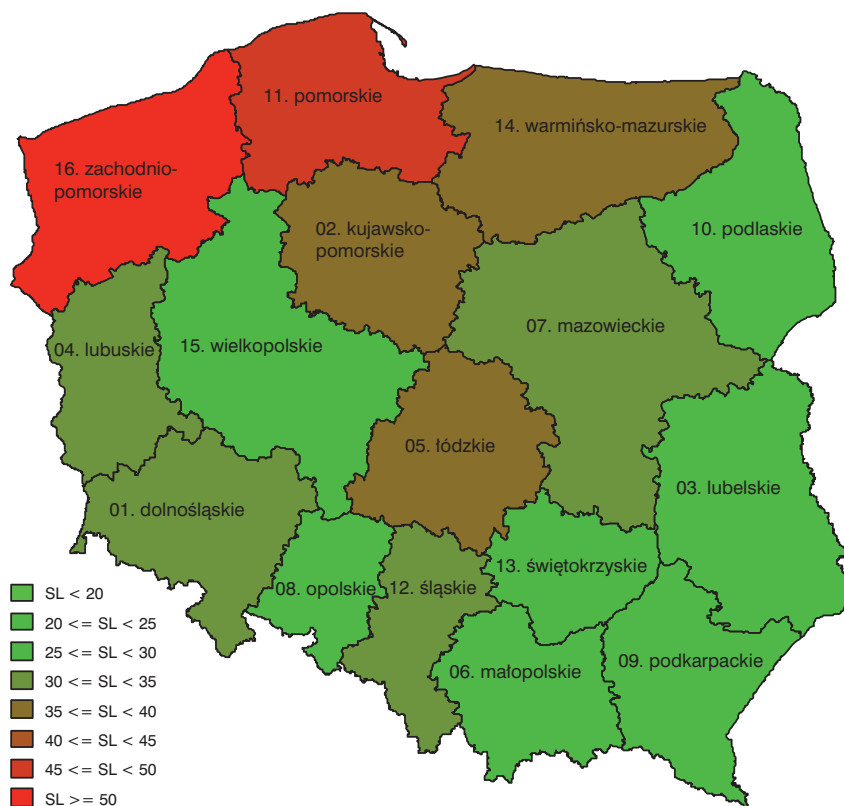 11. pomorskie
14. warmińsko-mazurskie
16. zachodnio-
pomorskie
02. kujawsko-
pomorskie
10. podlaskie
07. mazowieckie
04. lubuskie
15. wielkopolskie
05. łódzkie
03. lubelskie
01. dolnośląskie
13. świętokrzyskie
08. opolskie
12. śląskie
09. podkarpackie
06. małopolskie
SL < 20
20 <= SL < 25
25 <= SL < 30
30 <= SL < 35
35 <= SL < 40
40 <= SL < 45
45 <= SL < 50
SL >= 50